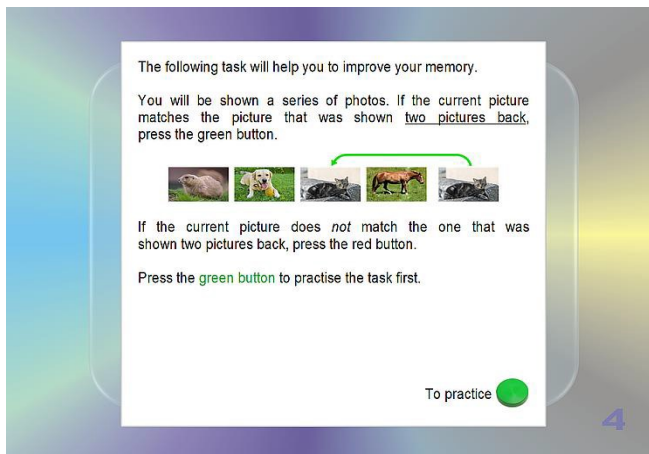 The following task will help you to improve your memory.
You will be shown a series of photos. If the current picture
matches the picture that was shown two pictures back,
press the green button.
If the current picture does not match the one that was
shown two pictures back, press the red button.
Press the green button to practise the task first.
To practice
4